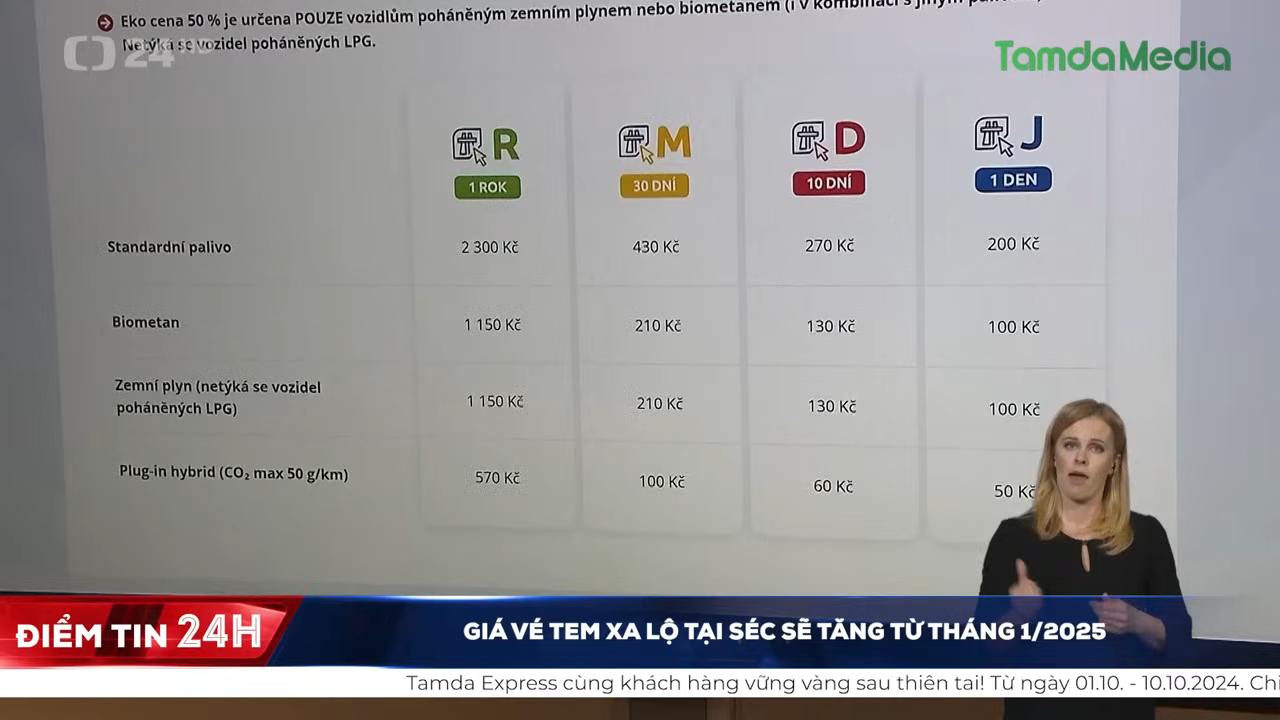 Eko cena 50 % je určena POUZE vozidlům poháněným zemním plynem nebo biometanem (i v kombinaci s jiným
Netýká se vozidel poháněných LPG.
24 HD
TamdaMedia
R M D J
1 ROK 30 DNÍ 10 DNÍ 1 DEN
Standardní palivo 2 300 Kč 430 Kč 270 Kč 200 Kč
Biometan 1 150 Kč 210 Kč 130 Kč 100 Kč
Zemní plyn (netýká se vozidel
poháněných LPG) 1 150 Kč 210 Kč 130 Kč 100 Kč
Plug-in hybrid (CO₂ max 50 g/km) 570 Kč 100 Kč 60 Kč 50 Kč
ĐIỂM TIN 24H
GIÁ VÉ TEM XA LỘ TẠI SÉC SẼ TĂNG TỪ THÁNG 1/2025
Tamda Express cùng khách hàng vững vàng sau thiên tai! Từ ngày 01.10. - 10.10.2024. Chi